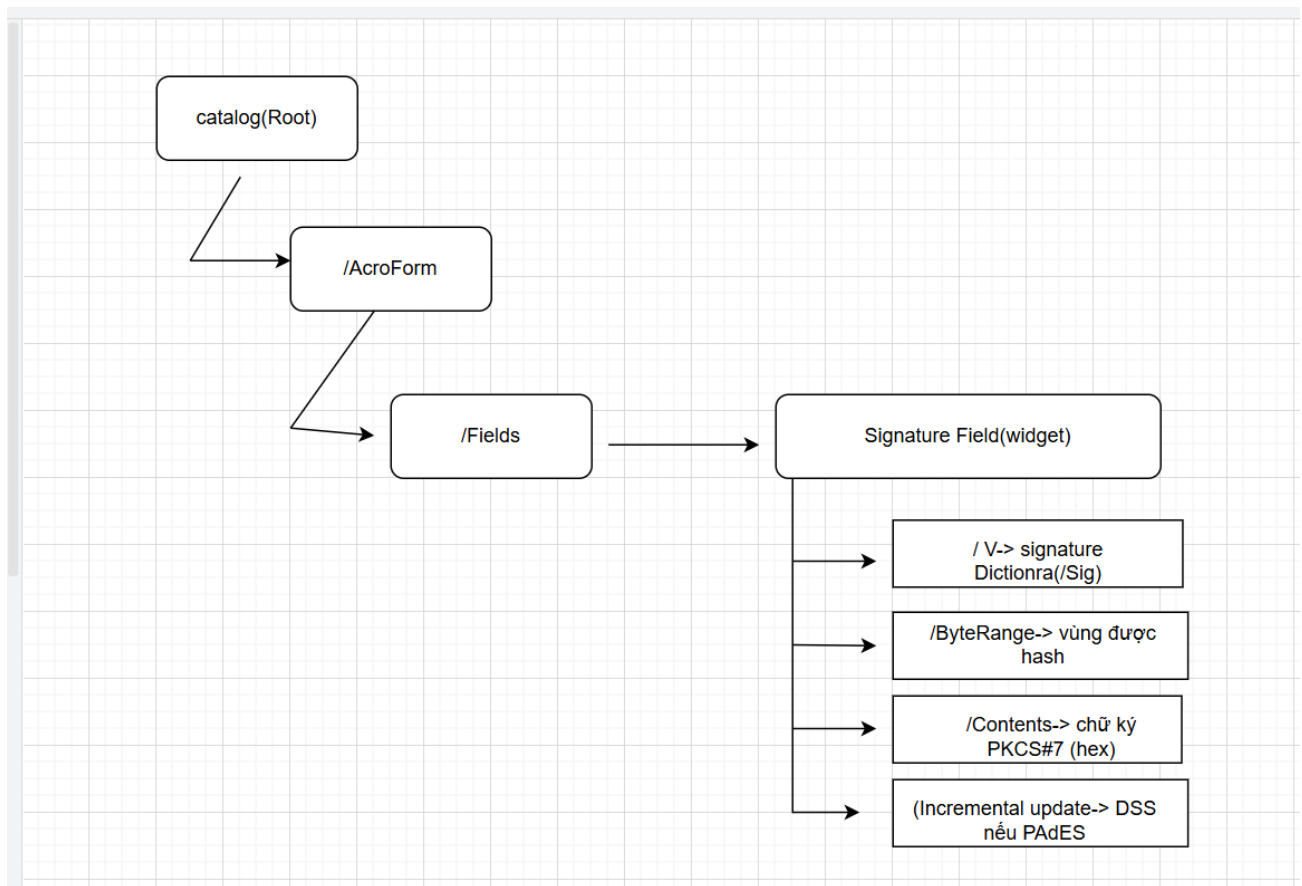 catalog(Root)
/AcroForm
/Fields
Signature Field(widget)
/ V-> signature
Dictionra(/Sig)
/ByteRange-> vùng được
hash
/Contents-> chữ ký
PKCS#7 (hex)
(Incremental update-> DSS
nếu PAdES